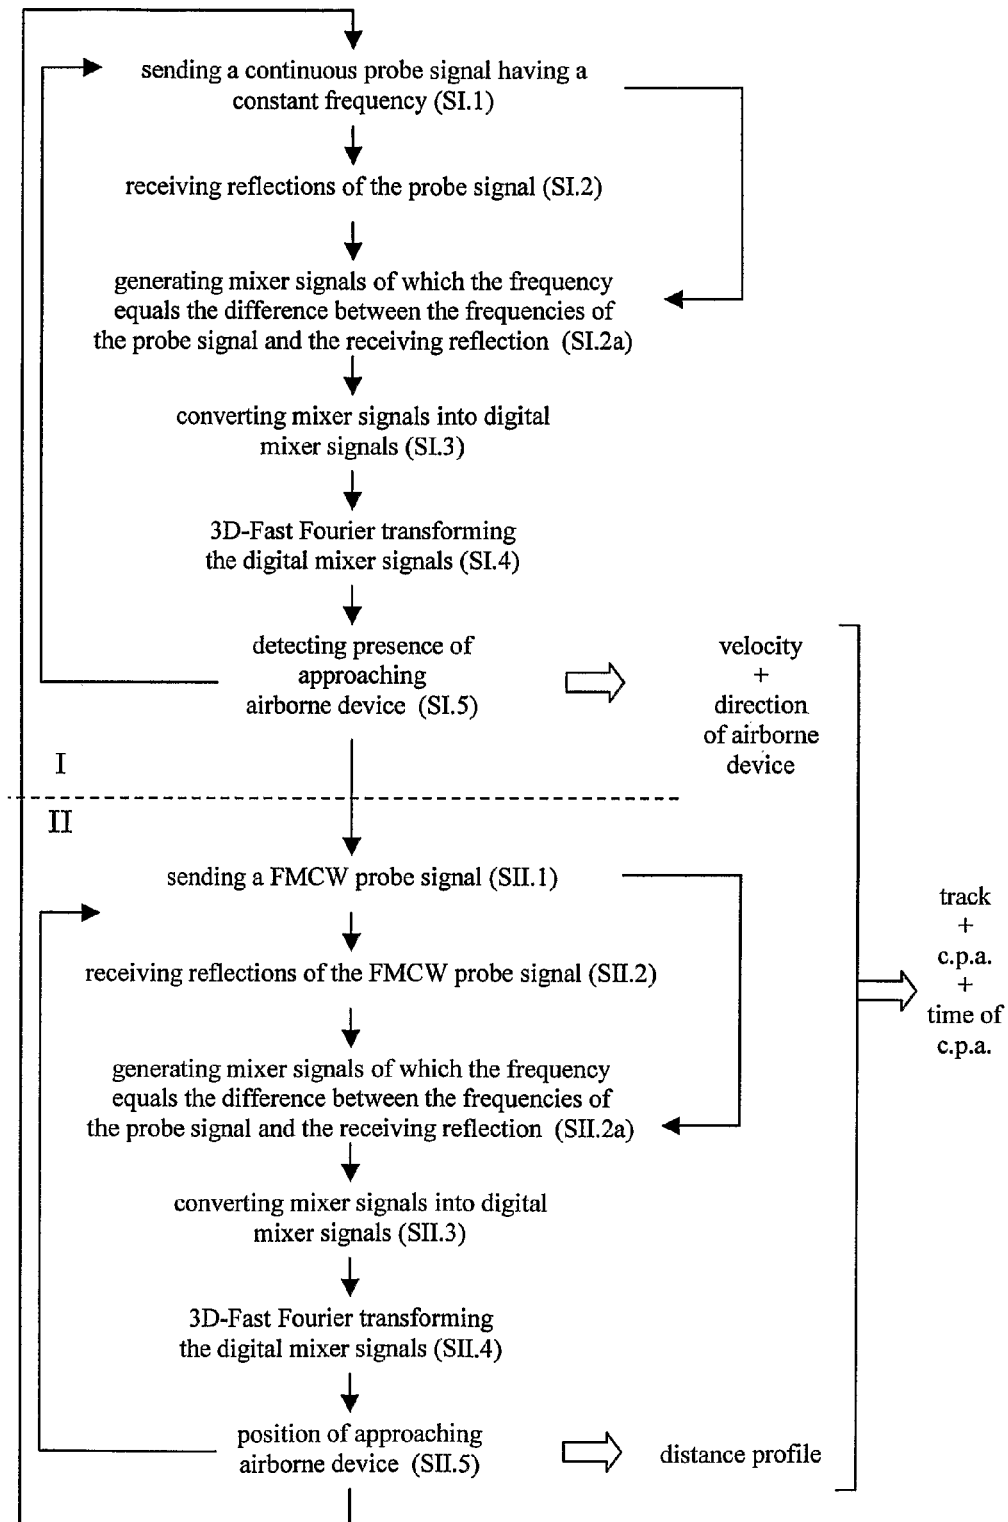 sending a continuous probe signal having a
constant frequency (SI.1)
receiving reflections of the probe signal (SI.2)
generating mixer signals of which the frequency
equals the difference between the frequencies of
the probe signal and the receiving reflection (SI.2a)
converting mixer signals into digital
mixer signals (SI.3)
3D-Fast Fourier transforming
the digital mixer signals (SI.4)
detecting presence of
approaching
airborne device (SI.5)
velocity
+
direction
of airborne
device
I
II
sending a FMCW probe signal (SII.1)
receiving reflections of the FMCW probe signal (SII.2)
generating mixer signals of which the frequency
equals the difference between the frequencies of
the probe signal and the receiving reflection (SII.2a)
converting mixer signals into digital
mixer signals (SII.3)
3D-Fast Fourier transforming
the digital mixer signals (SII.4)
position of approaching
airborne device (SII.5)
distance profile
track
+
c.p.a.
+
time of
c.p.a.